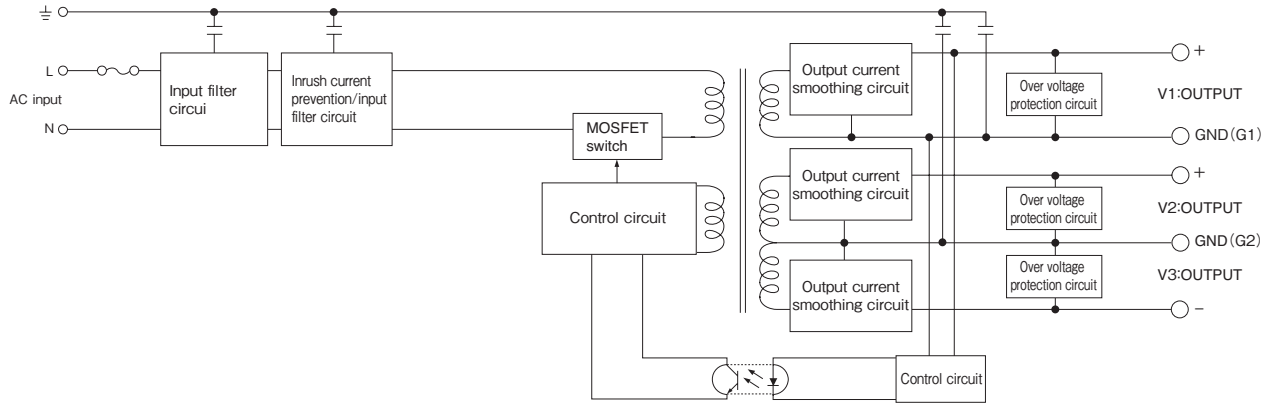 L
AC input
N
Input filter
circui
Inrush current
prevention/input
filter circuit
MOSFET
switch
Control circuit
Output current
smoothing circuit
Over voltage
protection circuit
+
V1:OUTPUT
GND(G1)
Output current
smoothing circuit
Over voltage
protection circuit
+
V2:OUTPUT
GND(G2)
Output current
smoothing circuit
Over voltage
protection circuit
V3:OUTPUT
-
Control circuit